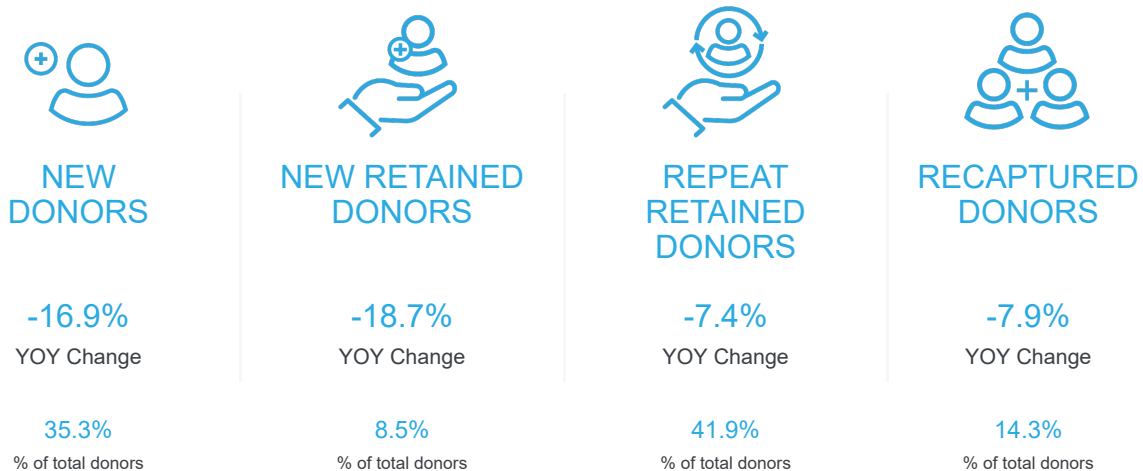 NEW
DONORS
-16.9%
YOY Change
35.3%
% of total donors
NEW RETAINED
DONORS
-18.7%
YOY Change
8.5%
% of total donors
REPEAT
RETAINED
DONORS
-7.4%
YOY Change
41.9%
% of total donors
RECAPTURED
DONORS
-7.9%
YOY Change
14.3%
% of total donors